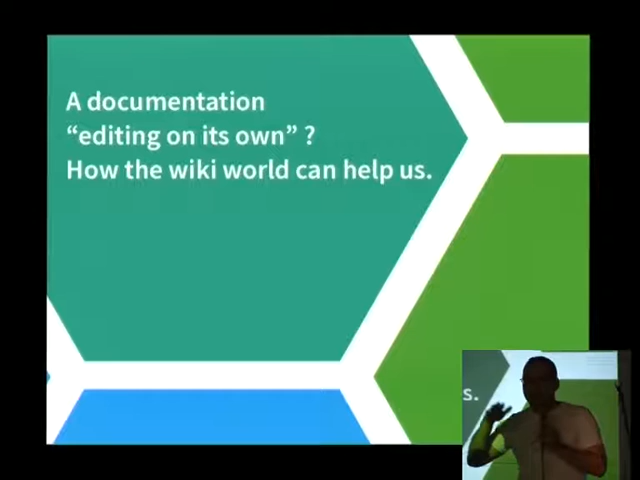 A documentation
“editing on its own” ?
How the wiki world can help us.
s.